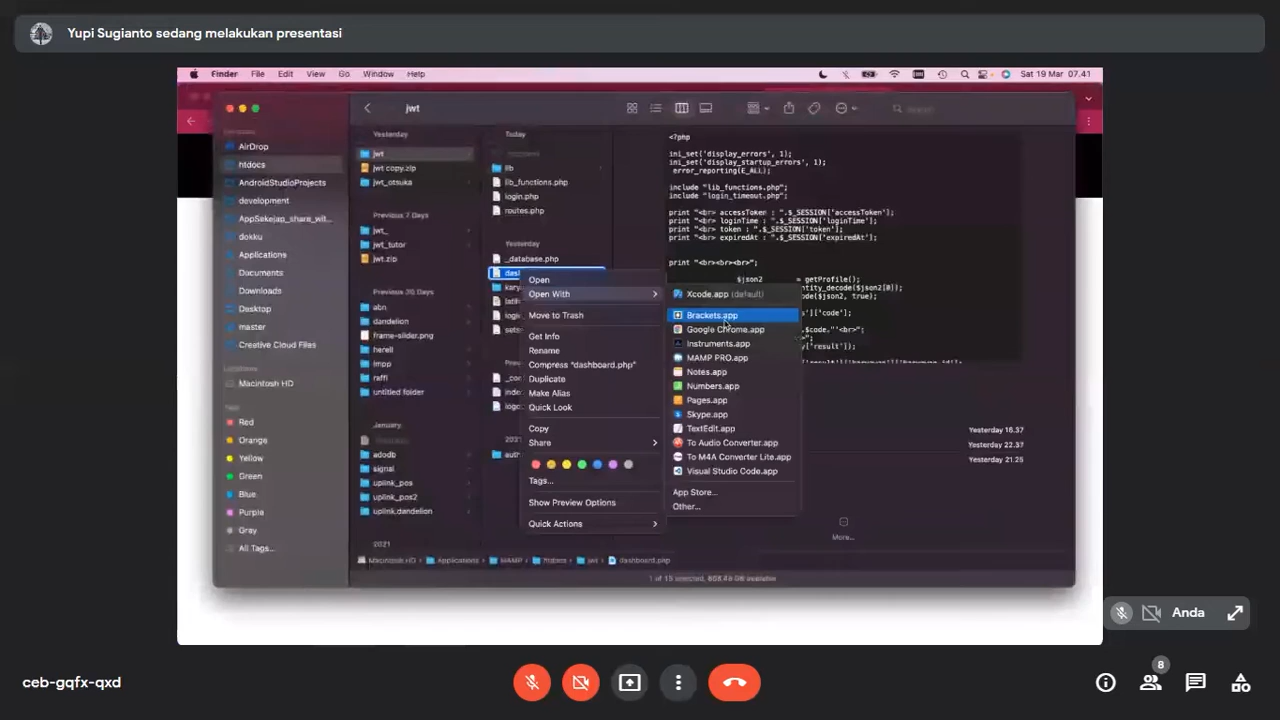 Yupi Sugianto sedang melakukan presentasi
Finder File Edit View Go Window Help
Sat 19 Mar 07.41
jwt
AirDrop
htdocs
AndroidStudioProjects
development
AppSekejap_share_wit...
dokku
Applications
Documents
Downloads
Desktop
master
Creative Cloud Files
Macintosh HD
Tags
Red
Orange
Yellow
Green
Blue
Purple
Gray
All Tags...
Yesterday
jwt
jwt copy.zip
jwt_otsuka
Previous 7 Days
jwt_
jwt_tutor
jwt.zip
Previous 30 Days
abn
dandelion
frame-slider.png
herell
impp
raffi
untitled folder
January
adodb
signal
uplink_pos
uplink_pos2
uplink.dandelion
2021
Today
lib
lib_functions.php
login.php
routes.php
Yesterday
_database.php
Open
Open With
Move to Trash
Get Info
Rename
Compress "dashboard.php"
Duplicate
Make Alias
Quick Look
Copy
Share
Tags...
Show Preview Options
Quick Actions
Xcode.app (default)
Brackets.app
Google Chrome.app
Instruments.app
MAMP PRO.app
Notes.app
Numbers.app
Pages.app
Skype.app
TextEdit.app
To Audio Converter.app
To M4A Converter Lite.app
Visual Studio Code.app
App Store...
Other...
<?php
ini_set('display_errors', 1);
ini_set('display_startup_errors', 1);
error_reporting(E_ALL);
include "lib_functions.php";
include "login_timeout.php";
print "<br> accessToken : ".$_SESSION['accessToken'];
print "<br> loginTime : ".$_SESSION['loginTime'];
print "<br> token : ".$_SESSION['token'];
print "<br> expiredAt : ".$_SESSION['expiredAt'];
print "<br><br><br>";
$json2 = getProfile();
Yesterday 16.37
Yesterday 22.37
Yesterday 21.25
More...
Macintosh HD Applications MAMP htdocs jwt dashboard.php
Anda
ceb-gqfx-qxd
8